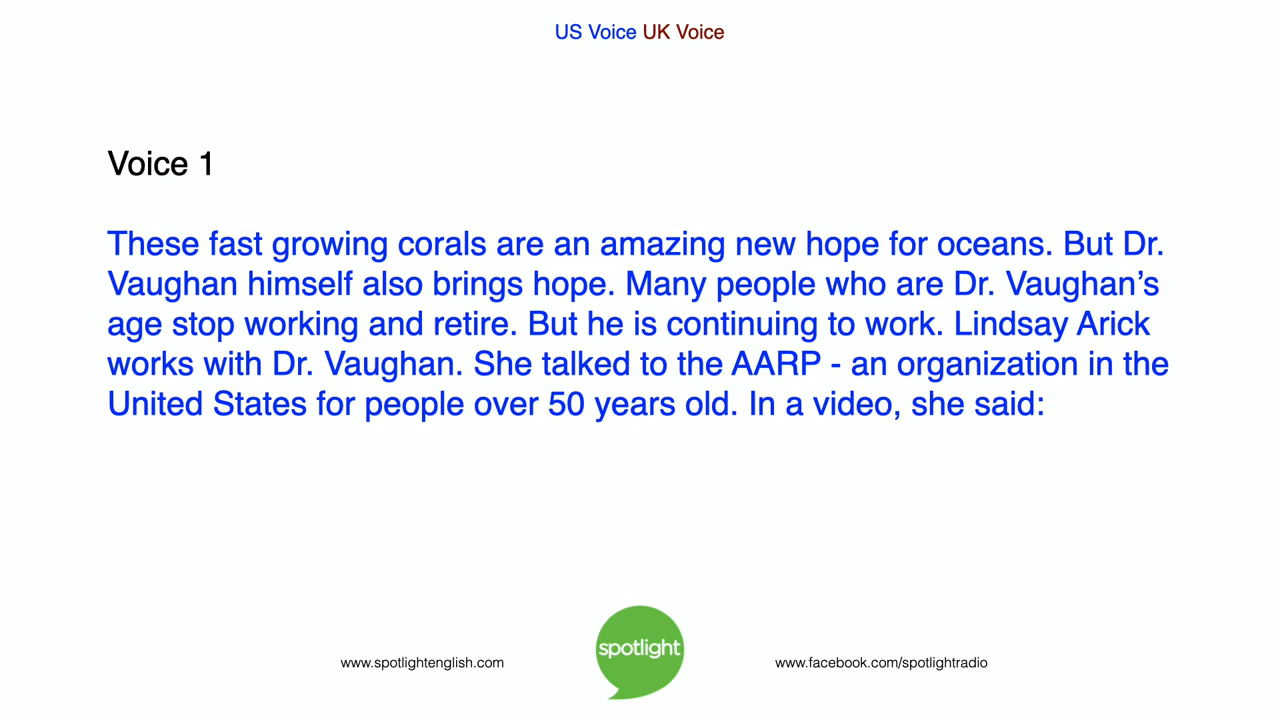 US Voice UK Voice
Voice 1
These fast growing corals are an amazing new hope for oceans. But Dr.
Vaughan himself also brings hope. Many people who are Dr. Vaughan’s
age stop working and retire. But he is continuing to work. Lindsay Arick
works with Dr. Vaughan. She talked to the AARP - an organization in the
United States for people over 50 years old. In a video, she said:
spotlight
www.spotlightenglish.com
www.facebook.com/spotlightradio